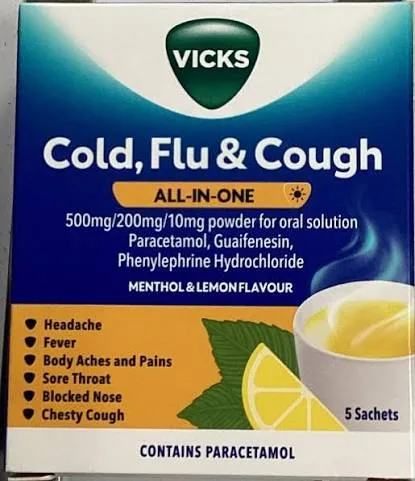 VICKS
Cold, Flu & Cough
ALL-IN-ONE
500mg/200mg/10mg powder for oral solution
Paracetamol, Guaifenesin,
Phenylephrine Hydrochloride
MENTHOL & LEMON FLAVOUR
Headache
Fever
Body Aches and Pains
Sore Throat
Blocked Nose
Chesty Cough
5 Sachets
CONTAINS PARACETAMOL